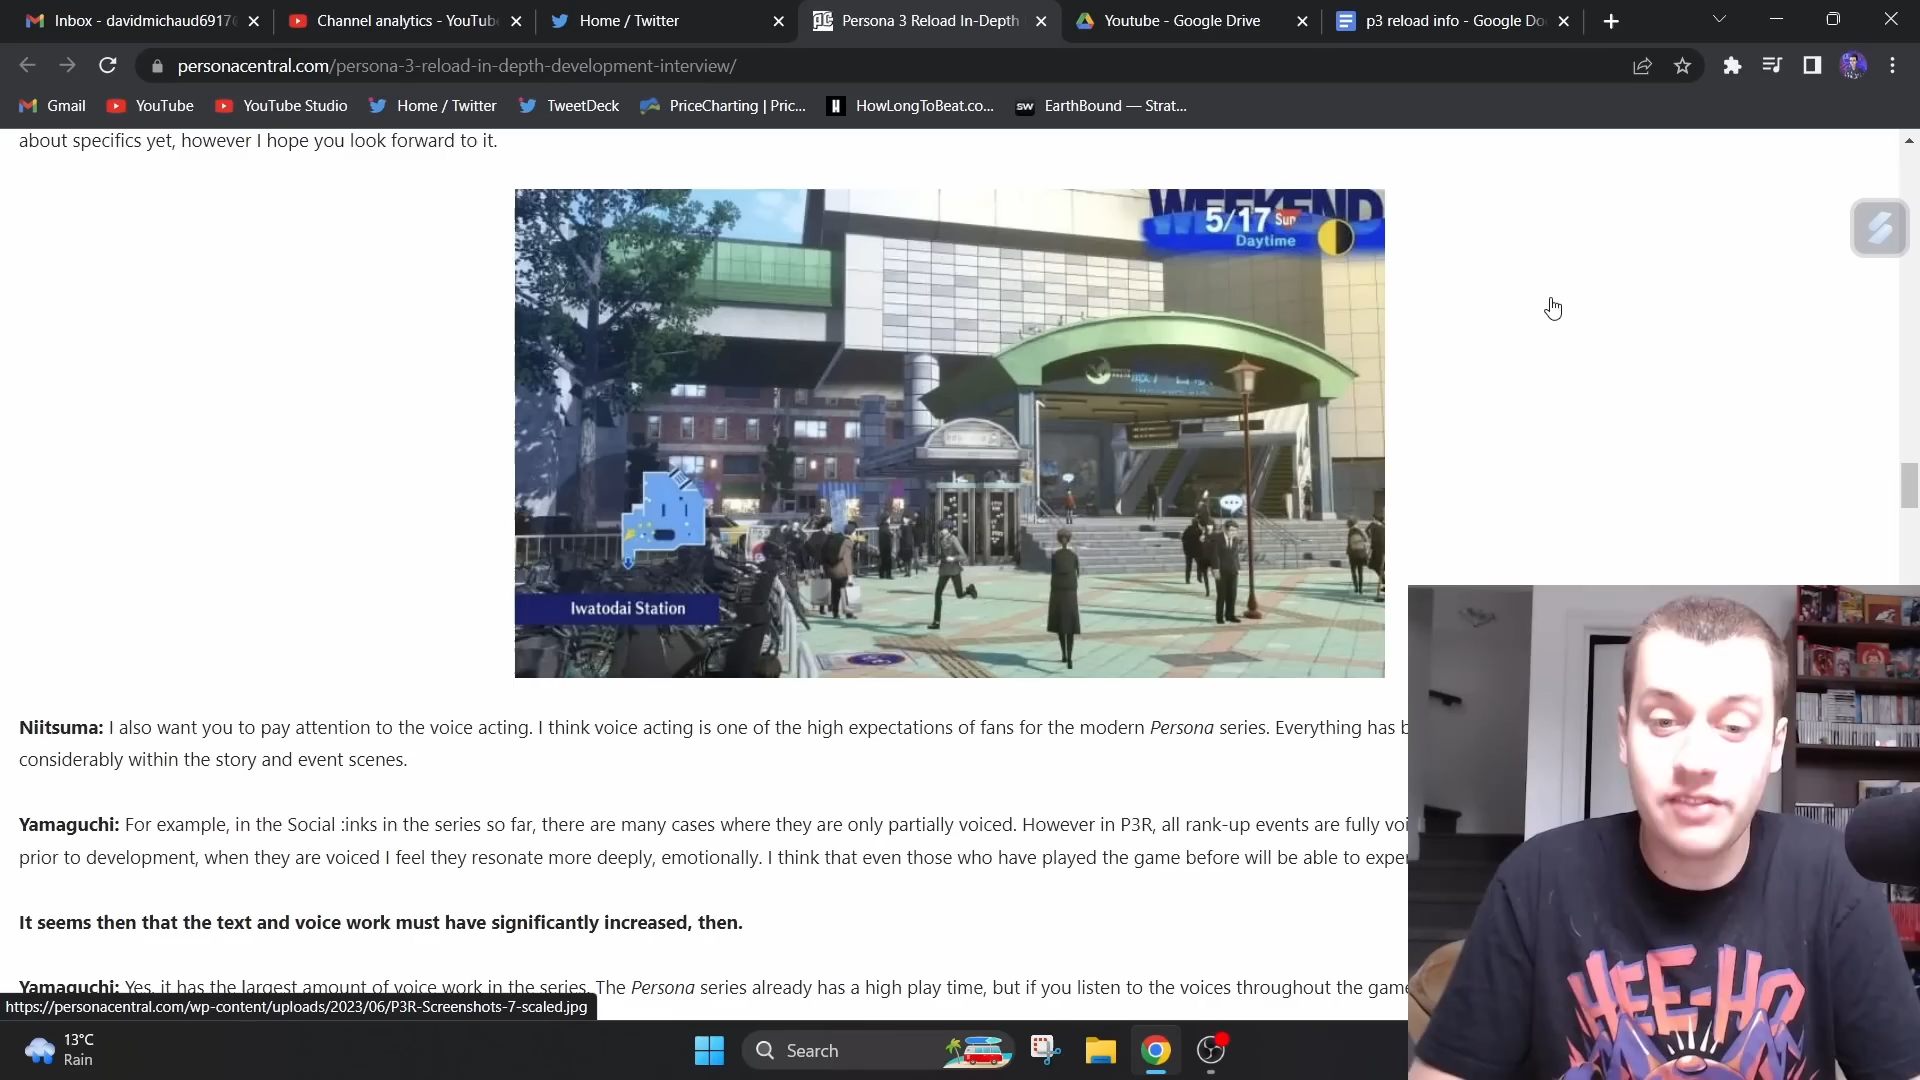 Inbox - davidmichaud6917
Channel analytics - YouTub
Home / Twitter
Persona 3 Reload In-Depth
Youtube - Google Drive
p3 reload info - Google Do
personacentral.com/persona-3-reload-in-depth-development-interview/
Gmail
YouTube
YouTube Studio
Home / Twitter
TweetDeck
PriceCharting | Pric...
HowLongToBeat.co...
SW
EarthBound — Strat...
about specifics yet, however I hope you look forward to it.
WEEKEND
5/17 Sun
Daytime
Iwatodai Station
Niitsuma: I also want you to pay attention to the voice acting. I think voice acting is one of the high expectations of fans for the modern Persona series. Everything has b
considerably within the story and event scenes.
Yamaguchi: For example, in the Social :inks in the series so far, there are many cases where they are only partially voiced. However in P3R, all rank-up events are fully voi
prior to development, when they are voiced I feel they resonate more deeply, emotionally. I think that even those who have played the game before will be able to expe
It seems then that the text and voice work must have significantly increased, then.
Yamaguchi: Yes, it has the largest amount of voice work in the series. The Persona series already has a high play time, but if you listen to the voices throughout the game
https://personacentral.com/wp-content/uploads/2023/06/P3R-Screenshots-7-scaled.jpg
HEE-HO
13°C
Rain
Search